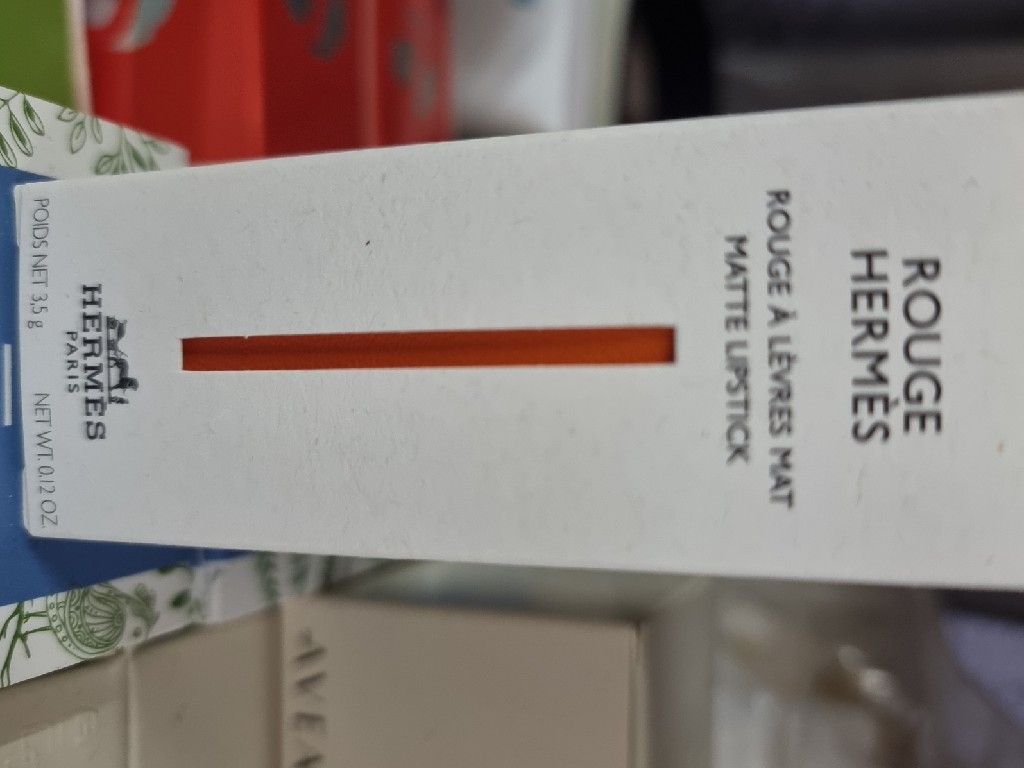 ROUGE
HERMÈS
ROUGE À LÈVRES MAT
MATTE LIPSTICK
HERMÈS
PARIS
POIDS NET 3,5 g NET WT. 0.12 OZ.